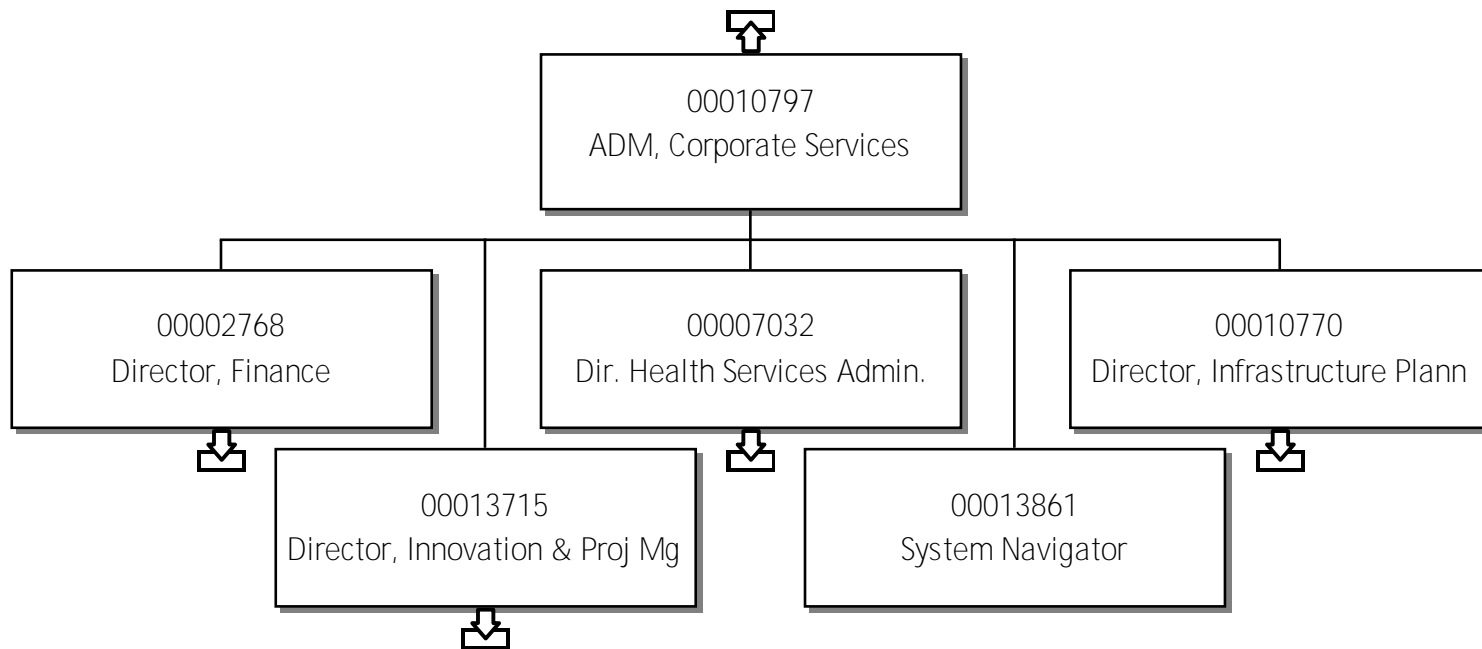 00010797
ADM, Corporate Services
00002768
Director, Finance
00007032
Dir. Health Services Admin.
00010770
Director, Infrastructure Plann
00013715
Director, Innovation & Proj Mg
00013861
System Navigator